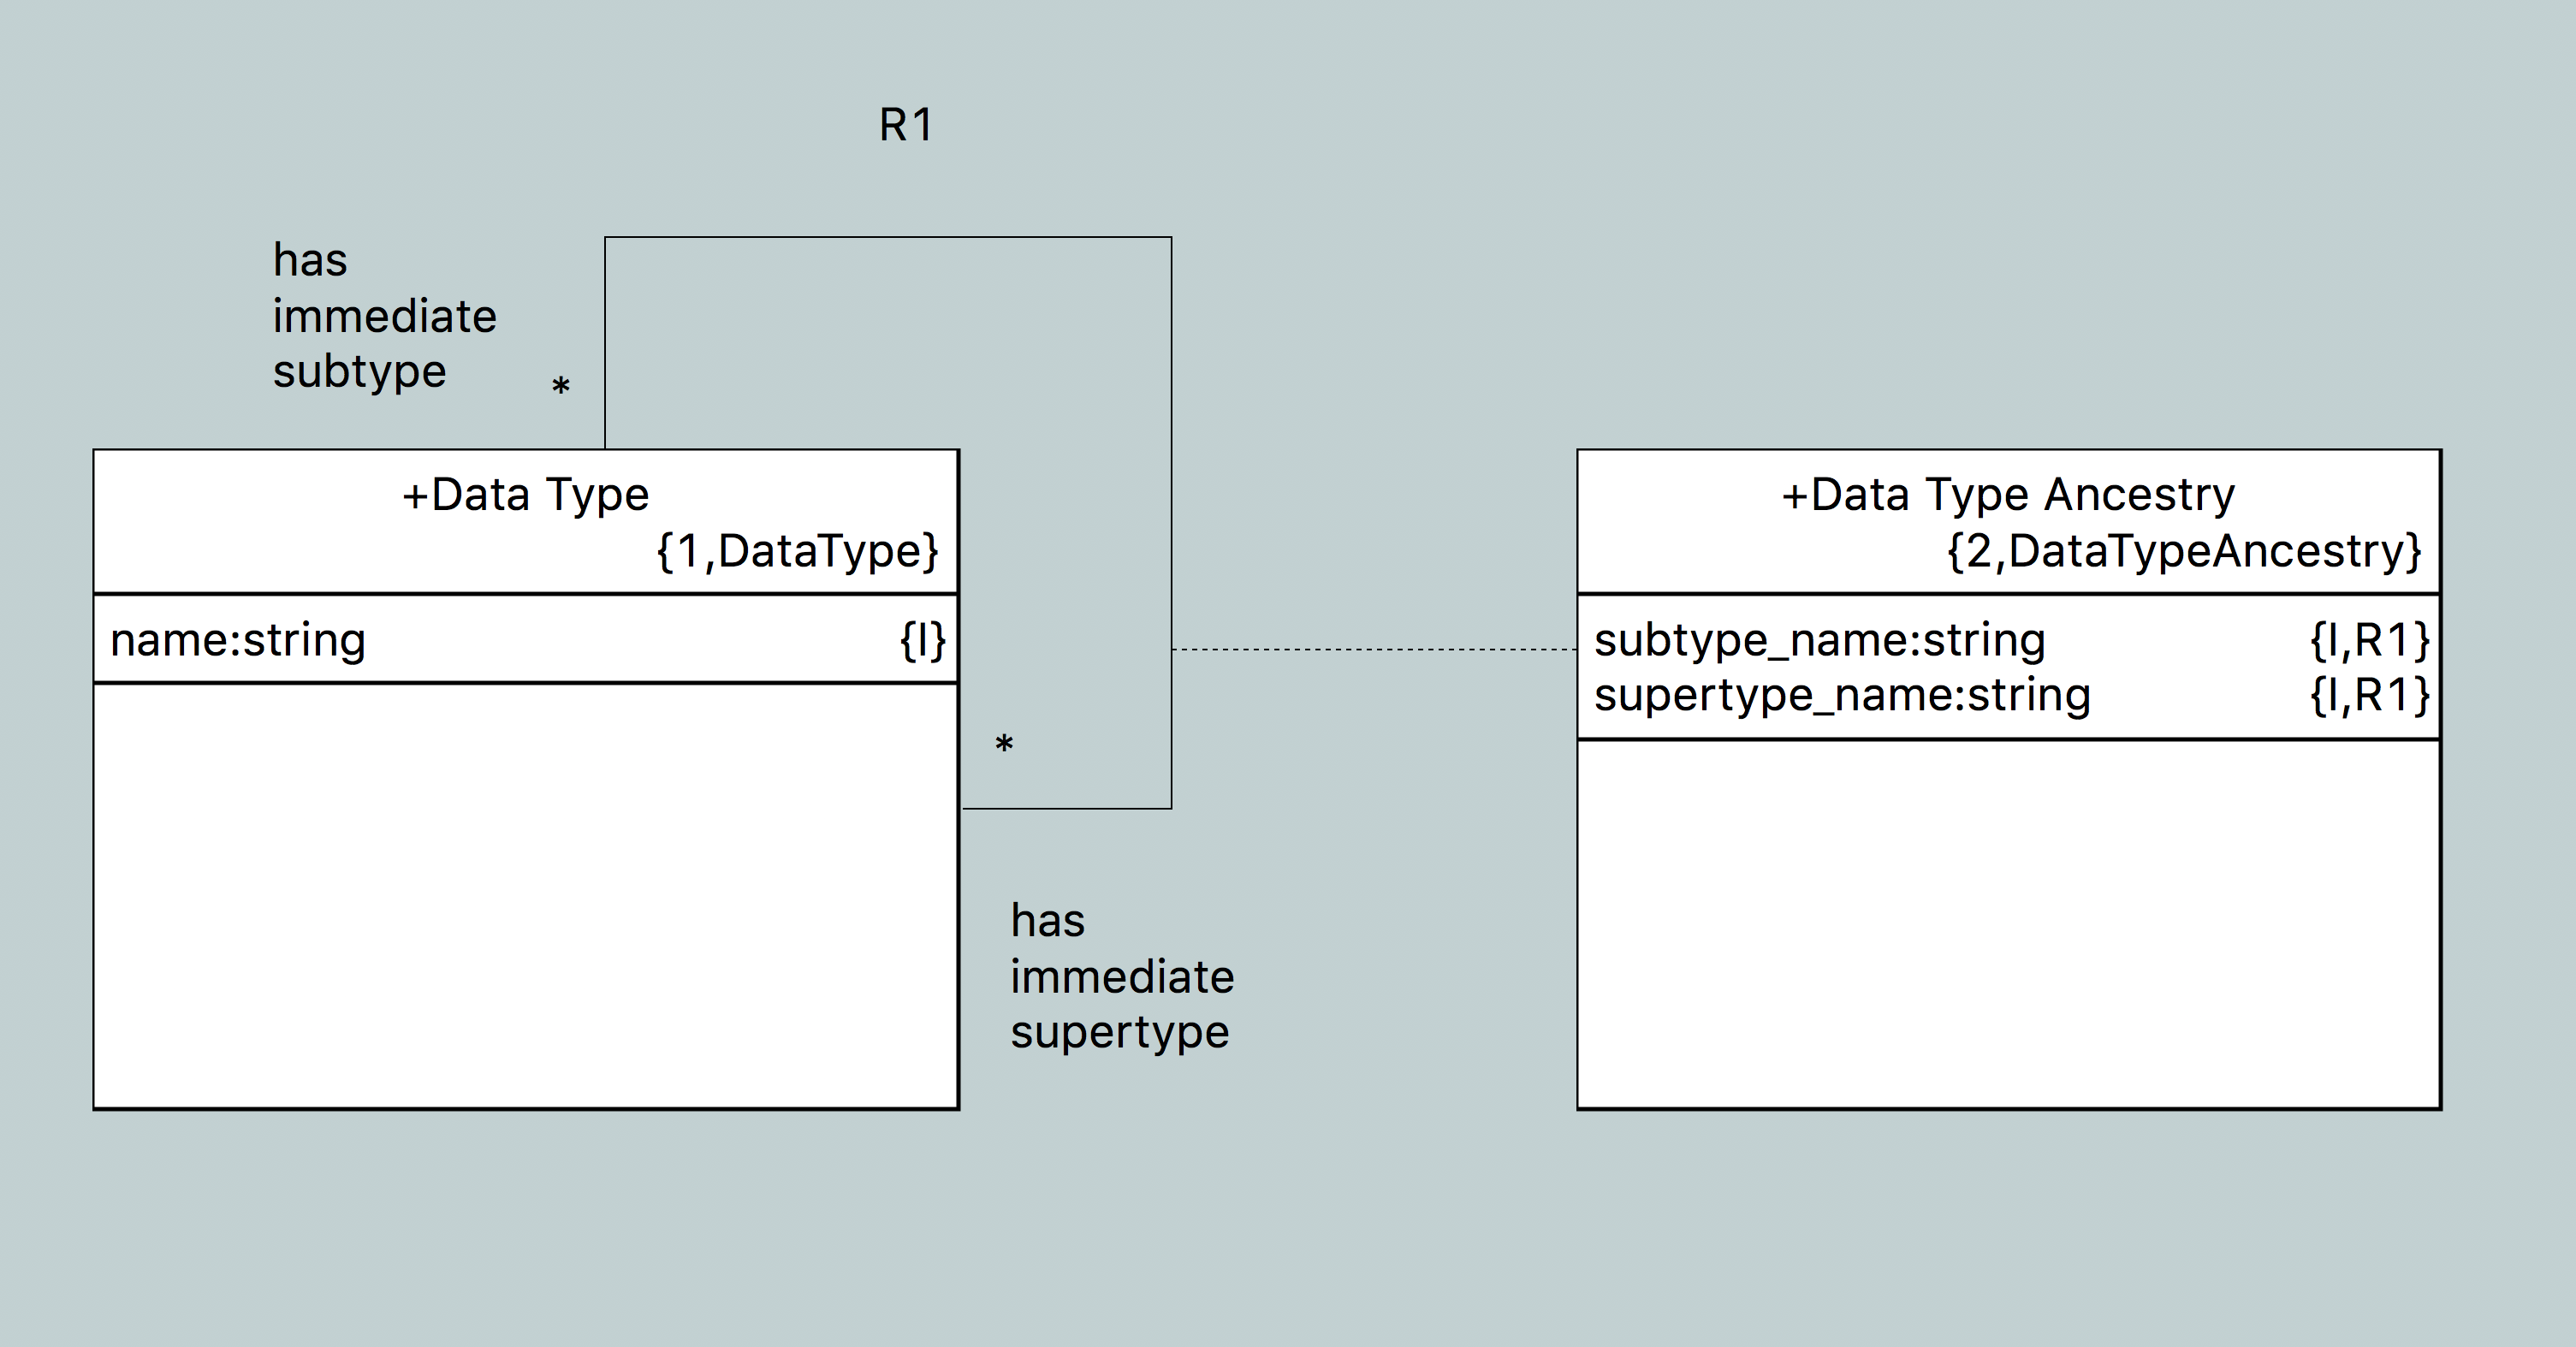 R1
has
immediate
subtype
*
+Data Type
{1,DataType}
name:string {I}
*
has
immediate
supertype
+Data Type Ancestry
{2,DataTypeAncestry}
subtype_name:string {I,R1}
supertype_name:string {I,R1}